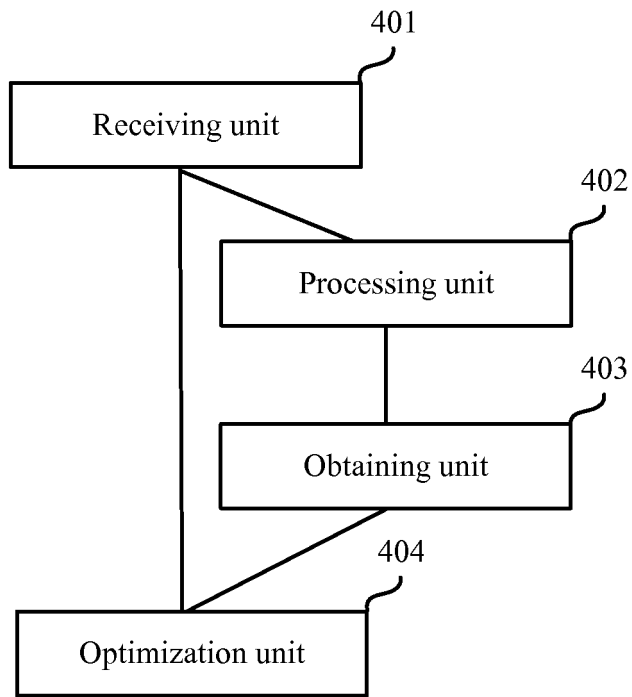 401
Receiving unit
402
Processing unit
403
Obtaining unit
404
Optimization unit